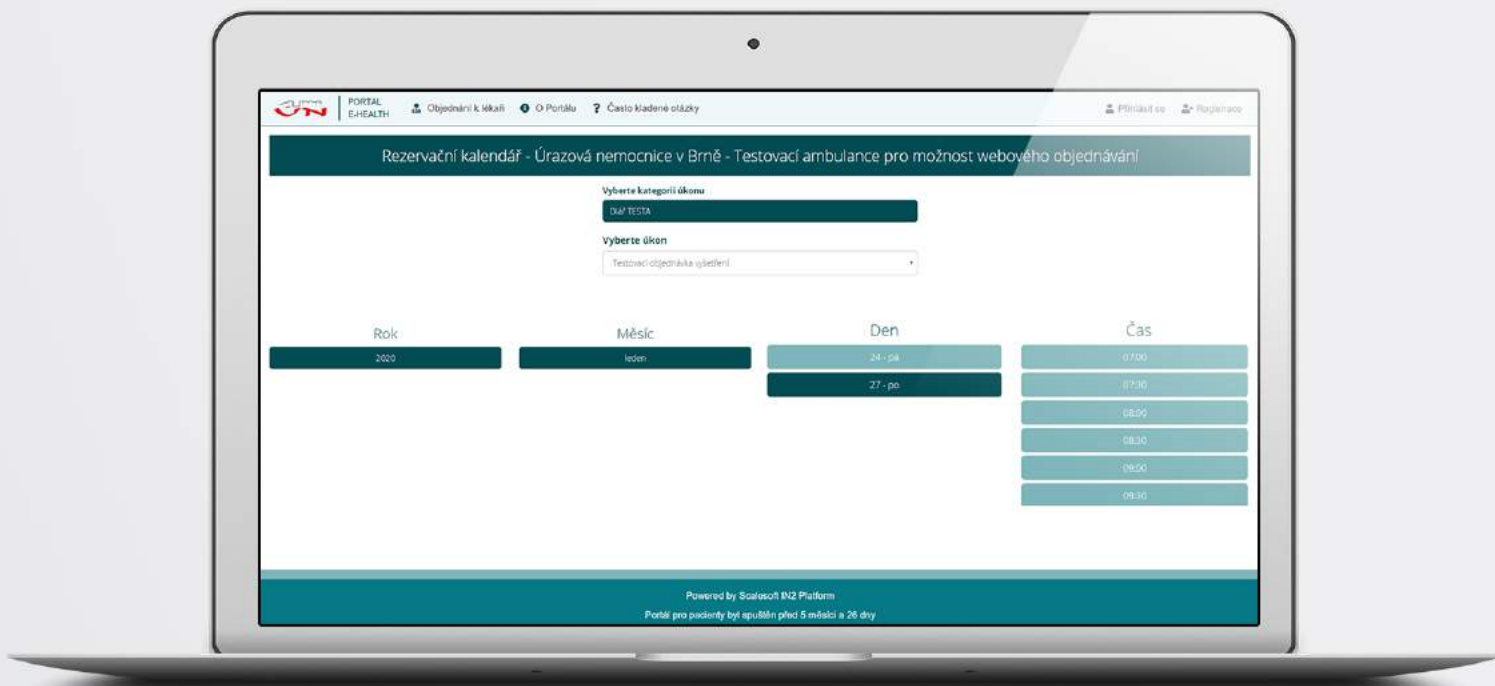 PORTAL
E-HEALTH
Objednání k lékaři
O Portálu
? Často kladené otázky
Přihlásit se
Registrace
Rezervační kalendář - Úrazová nemocnice v Brně - Testovací ambulance pro možnost webového objednávání
Vyberte kategorii úkonu
Diář TESTA
Vyberte úkon
Testovací objednávka vyšetření
Rok
Měsíc
Den
Čas
2020
leden
24 - pá
27 - po
07:00
07:30
08:00
08:30
09:00
09:30
Powered by Scalesoft IN2 Platform
Portál pro pacienty byl spuštěn před 5 měsíci a 26 dny